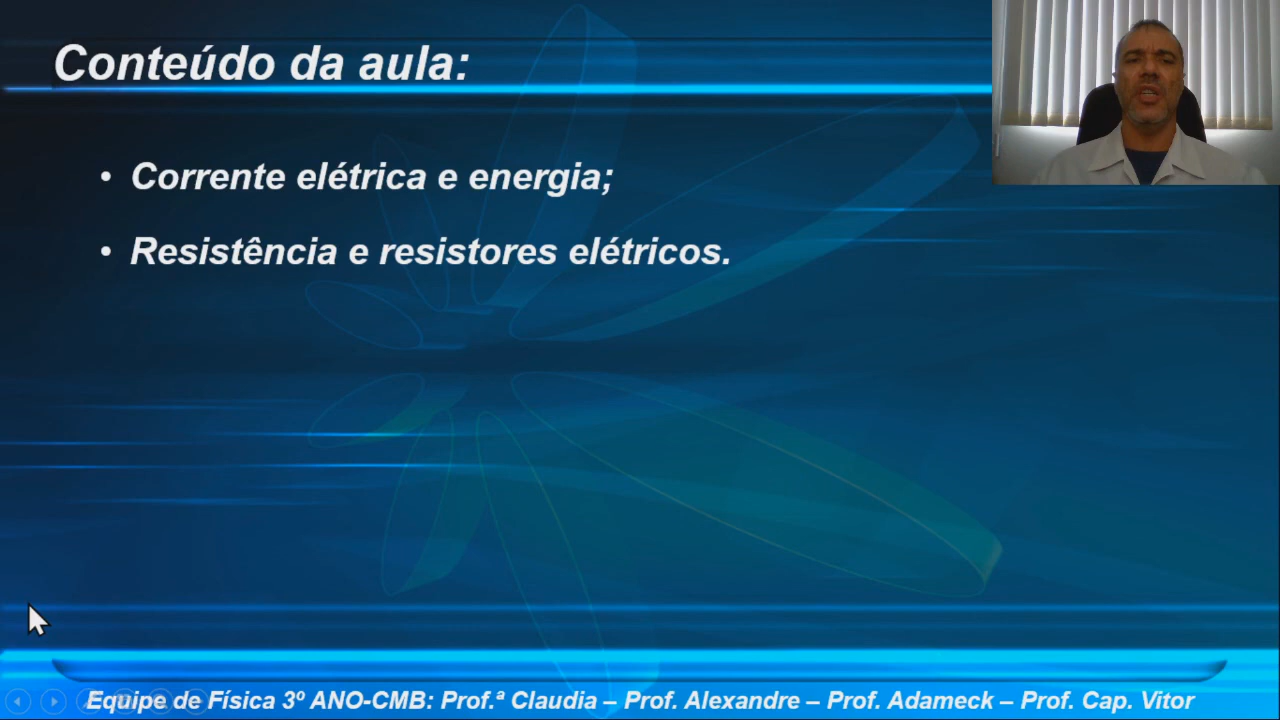 Conteúdo da aula:
• Corrente elétrica e energia;
• Resistência e resistores elétricos.
Equipe de Física 3º ANO-CMB: Prof.ª Claudia – Prof. Alexandre – Prof. Adameck – Prof. Cap. Vitor